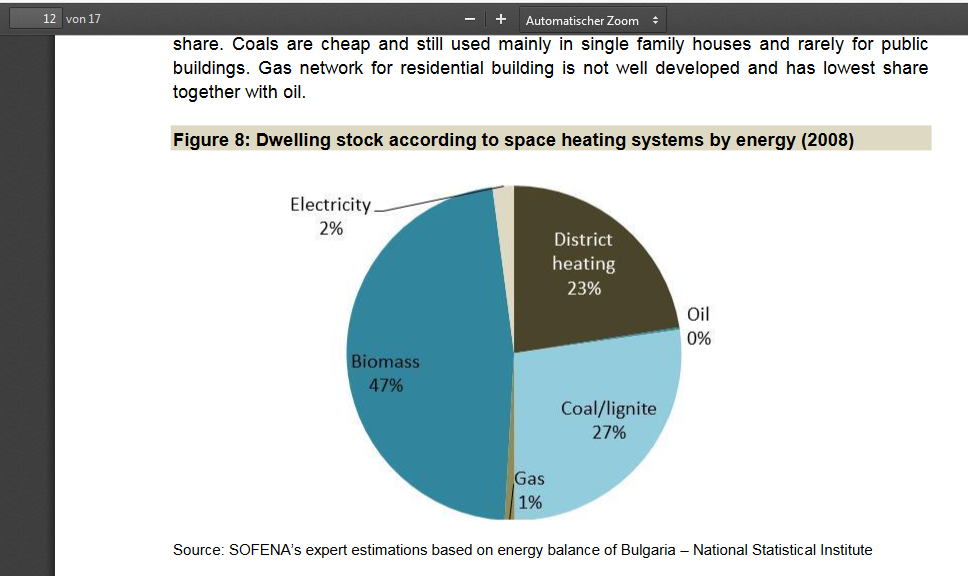 12 von 17
Automatischer Zoom
share. Coals are cheap and still used mainly in single family houses and rarely for public
buildings. Gas network for residential building is not well developed and has lowest share
together with oil.
Figure 8: Dwelling stock according to space heating systems by energy (2008)
Electricity
2%
District
heating
23%
Oil
0%
Biomass
47%
Coal/lignite
27%
Gas
1%
Source: SOFENA’s expert estimations based on energy balance of Bulgaria – National Statistical Institute